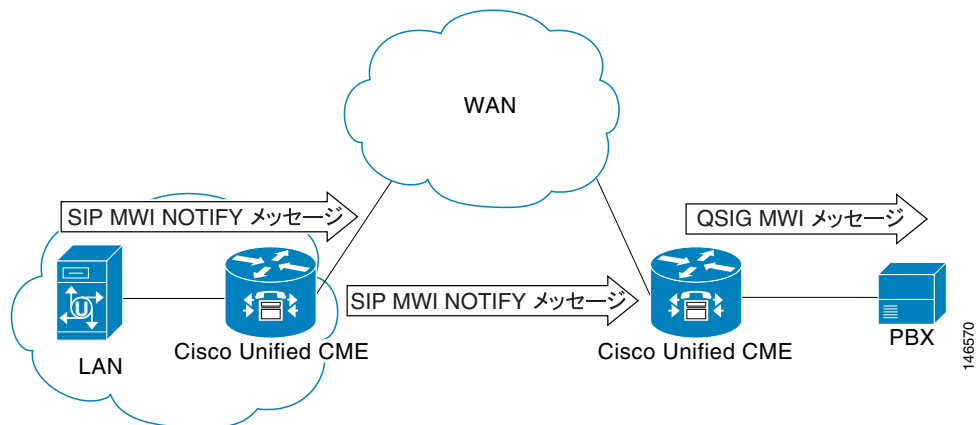 WAN
SIP MWI NOTIFY メッセージ
QSIG MWI メッセージ
SIP MWI NOTIFY メッセージ
U
LAN
Cisco Unified CME
Cisco Unified CME
PBX
146570